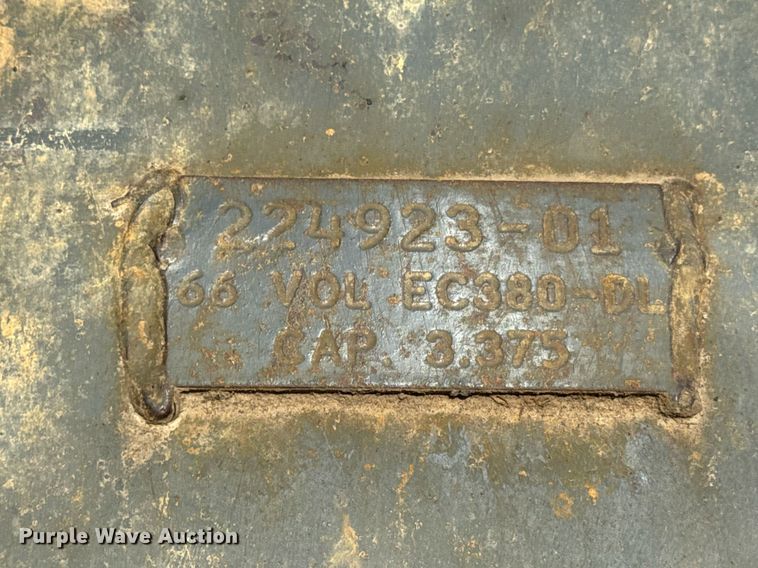 224923-01
66 VOL EC380-DL
CAP. 3.375
Purple Wave Auction